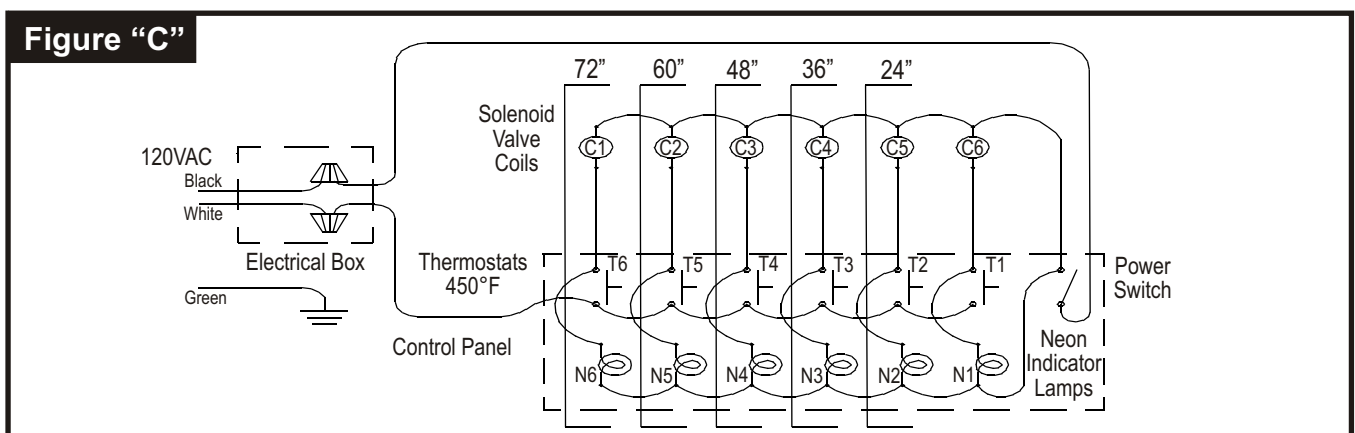 Figure “C”
72” 60” 48” 36” 24”
Solenoid
Valve
Coils
C1 C2 C3 C4 C5 C6
120VAC
Black
White
Electrical Box
Green
Thermostats
450°F
T6 T5 T4 T3 T2 T1
Power
Switch
Control Panel
N6 N5 N4 N3 N2 N1
Neon
Indicator
Lamps